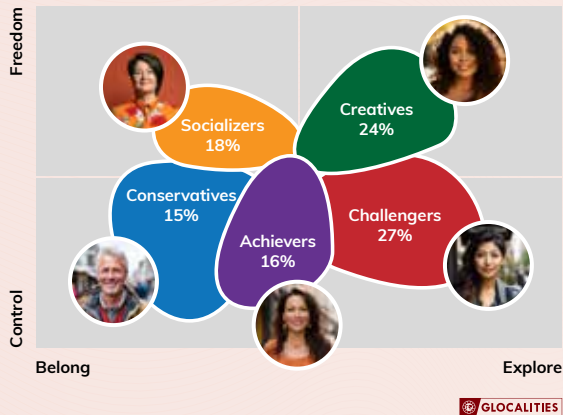 Freedom
Creatives
24%
Socializers
18%
Conservatives
15%
Challengers
27%
Achievers
16%
Control
Belong
Explore
GLOCALITIES